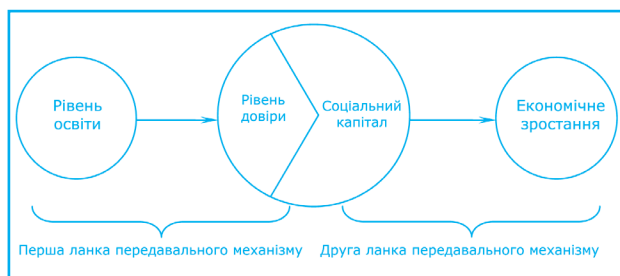 Рівень
освіти
Рівень
довіри
Соціальний
капітал
Економічне
зростання
Перша ланка передавального механізму
Друга ланка передавального механізму